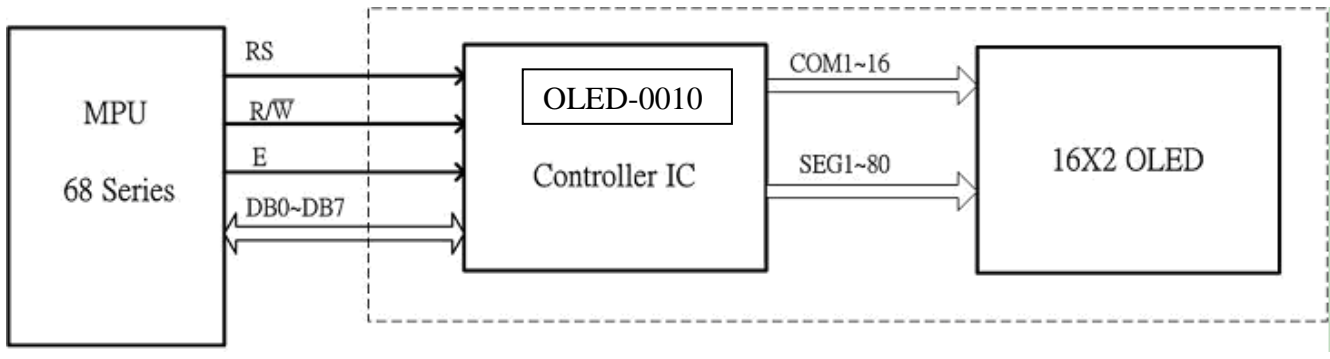 MPU
68 Series
RS
R/W̅
E
DB0~DB7
OLED-0010
Controller IC
COM1~16
SEG1~80
16X2 OLED